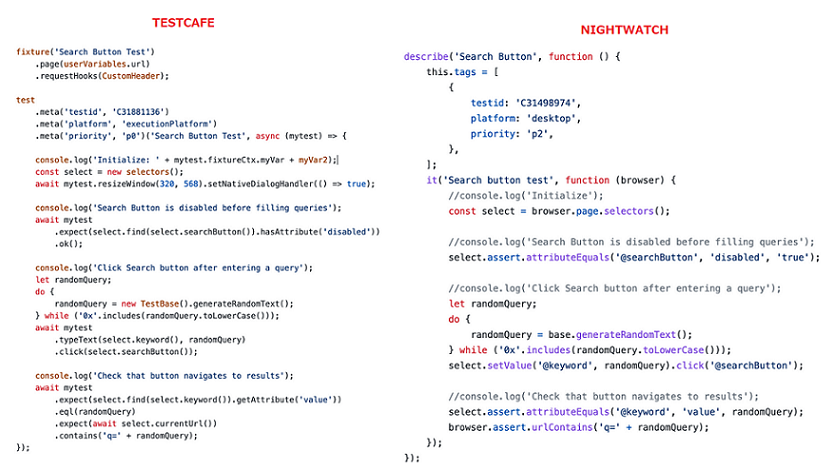 TESTCAFE
fixture('Search Button Test')
    .page(userVariables.url)
    .requestHooks(CustomHeader);
test
    .meta('testid', 'C31881136')
    .meta('platform', 'executionPlatform')
    .meta('priority', 'p0')('Search Button Test', async (mytest) => {
    console.log('Initialize: ' + mytest.fixtureCtx.myVar + myVar2);
    const select = new selectors();
    await mytest.resizeWindow(320, 568).setNativeDialogHandler(() => true);
    console.log('Search Button is disabled before filling queries');
    await mytest
        .expect(select.find(select.searchButton()).hasAttribute('disabled'))
        .ok();
    console.log('Click Search button after entering a query');
    let randomQuery;
    do {
        randomQuery = new TestBase().generateRandomText();
    } while ('0x'.includes(randomQuery.toLowerCase()));
    await mytest
        .typeText(select.keyword(), randomQuery)
        .click(select.searchButton());
    console.log('Check that button navigates to results');
    await mytest
        .expect(select.find(select.keyword()).getAttribute('value'))
        .eql(randomQuery)
        .expect(await select.currentUrl())
        .contains('q=' + randomQuery);
});
NIGHTWATCH
describe('Search Button', function () {
    this.tags = [
        {
            testid: 'C31498974',
            platform: 'desktop',
            priority: 'p2',
        },
    ];
    it('Search button test', function (browser) {
        //console.log('Initialize');
        const select = browser.page.selectors();
        //console.log('Search Button is disabled before filling queries');
        select.assert.attributeEquals('@searchButton', 'disabled', 'true');
        //console.log('Click Search button after entering a query');
        let randomQuery;
        do {
            randomQuery = base.generateRandomText();
        } while ('0x'.includes(randomQuery.toLowerCase()));
        select.setValue('@keyword', randomQuery).click('@searchButton');
        //console.log('Check that button navigates to results');
        select.assert.attributeEquals('@keyword', 'value', randomQuery);
        browser.assert.urlContains('q=' + randomQuery);
    });
});